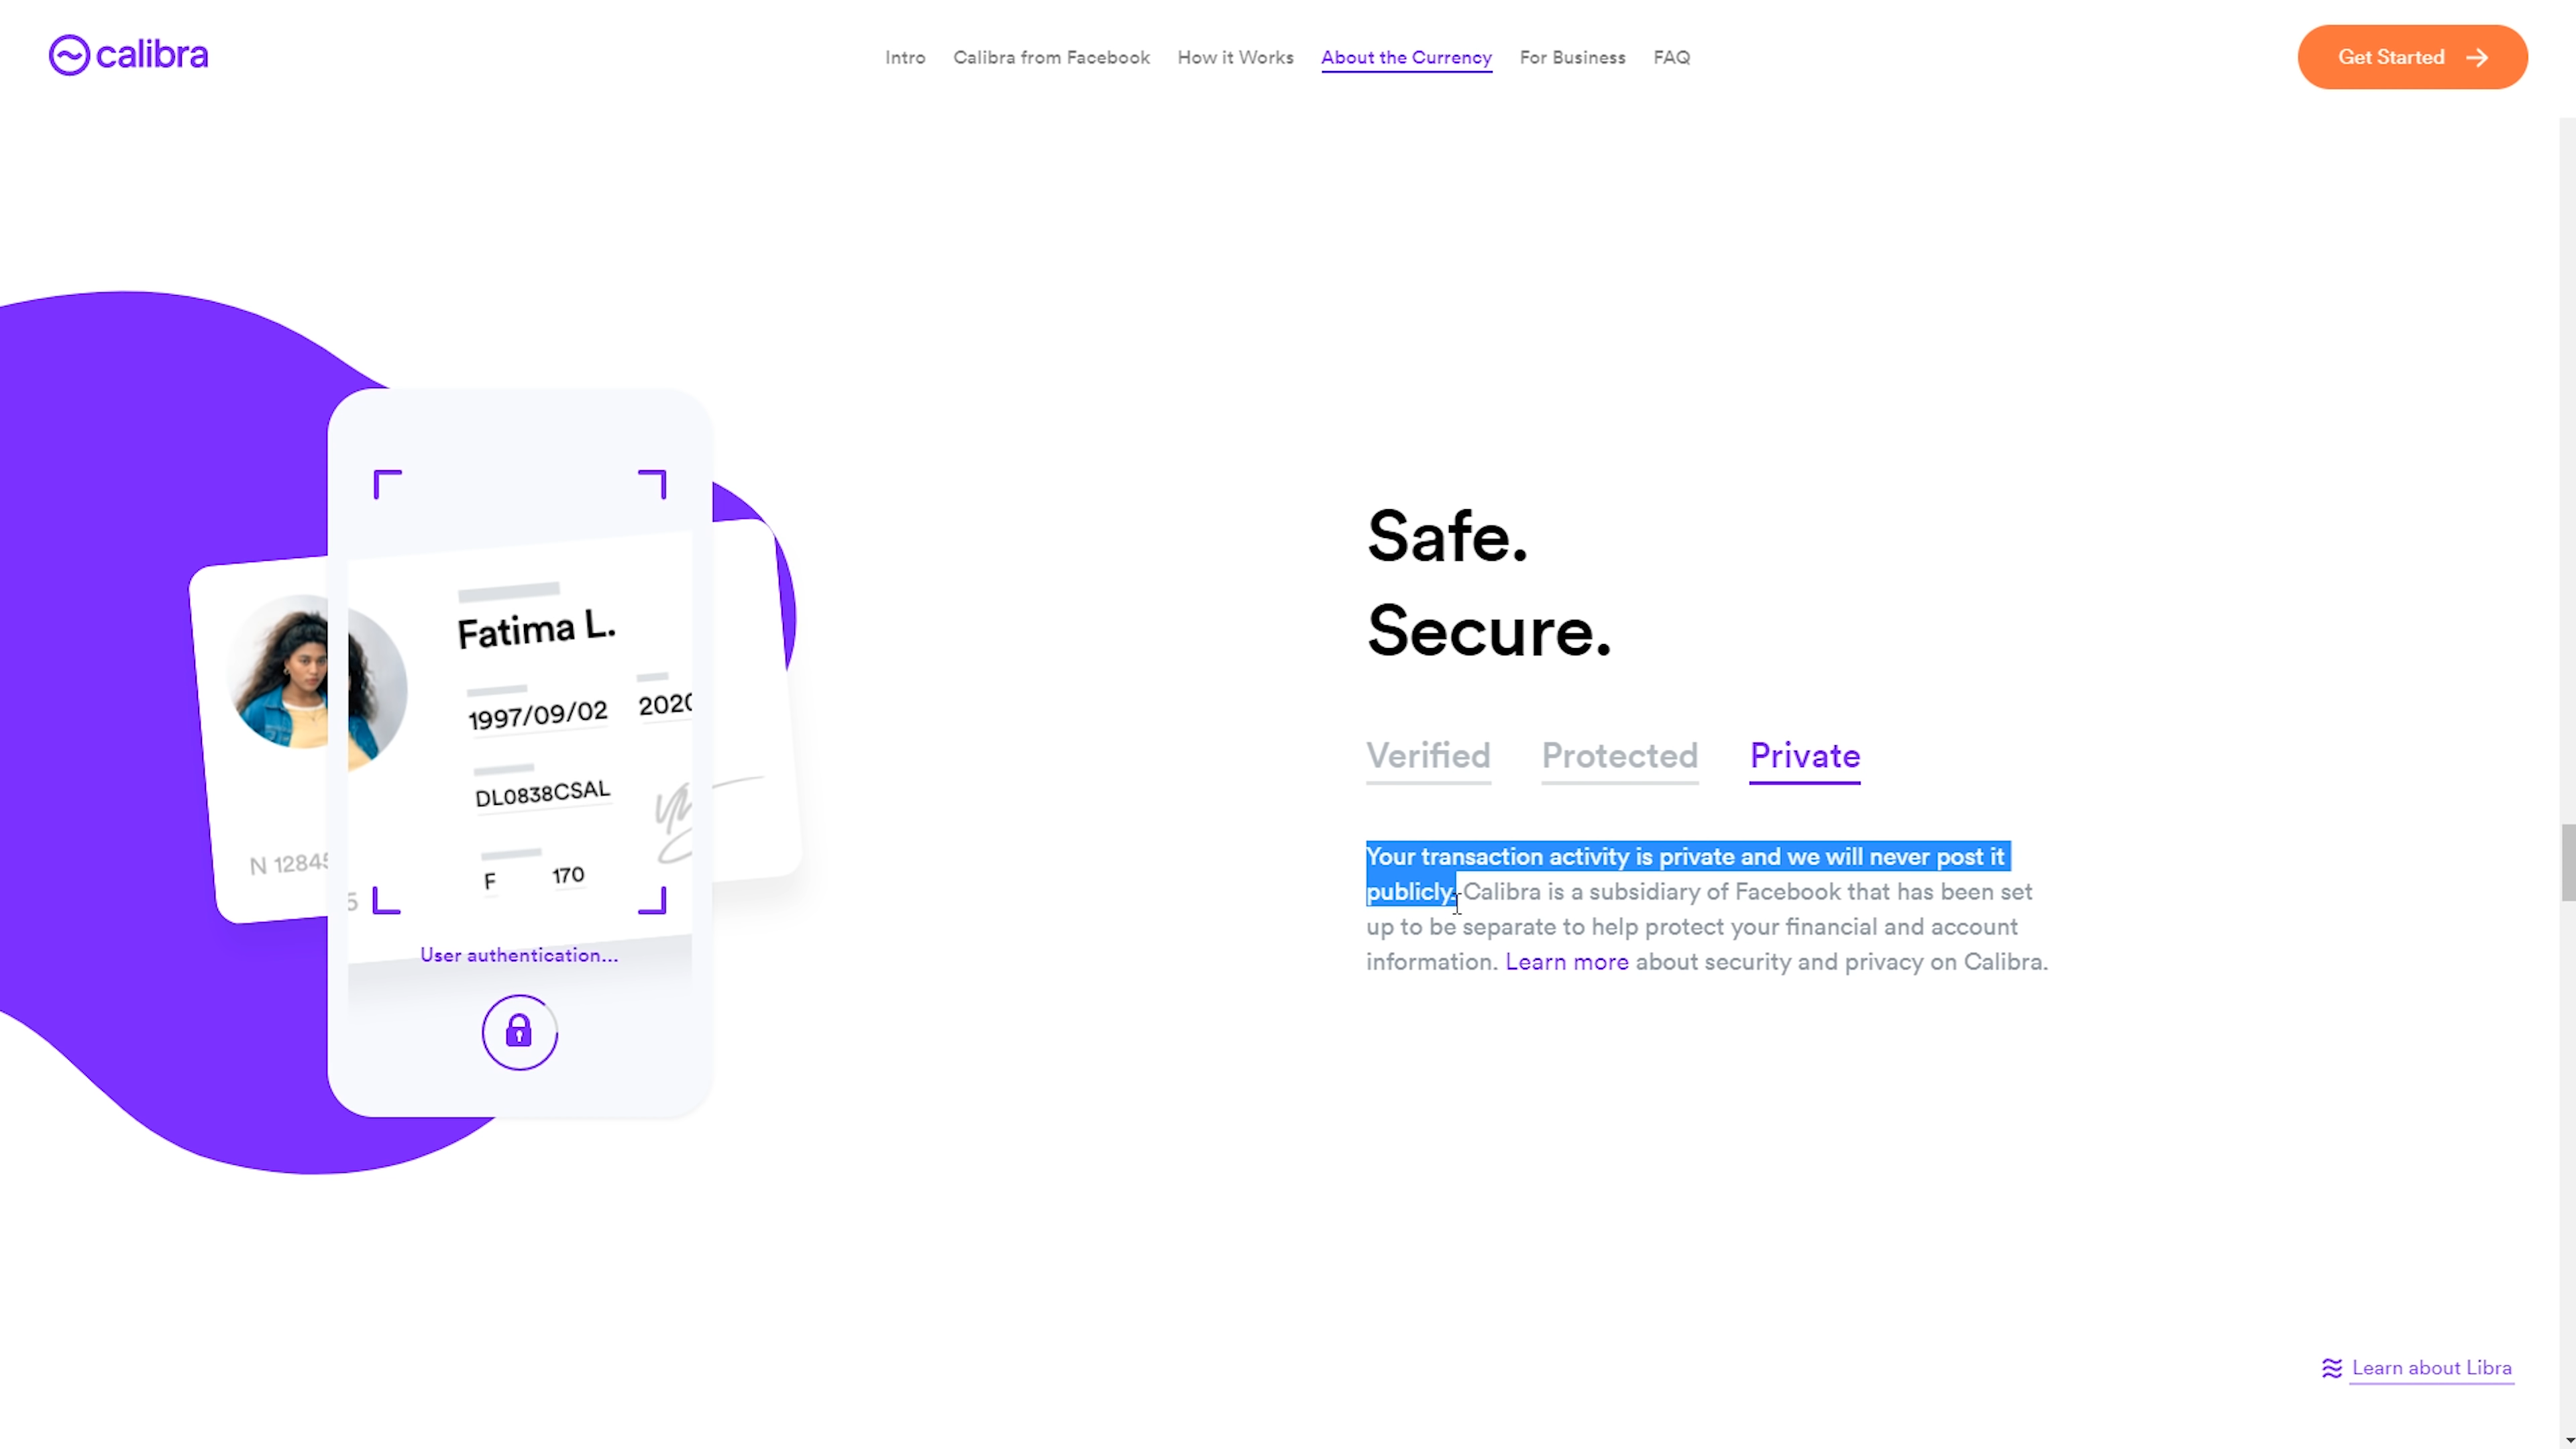 calibra
Intro
Calibra from Facebook
How it Works
About the Currency
For Business
FAQ
Get Started
Fatima L.
1997/09/02
2020
DL0838CSAL
F
170
N 12845
5
User authentication...
Safe.
Secure.
Verified
Protected
Private
Your transaction activity is private and we will never post it
publicly. Calibra is a subsidiary of Facebook that has been set
up to be separate to help protect your financial and account
information. Learn more about security and privacy on Calibra.
Learn about Libra